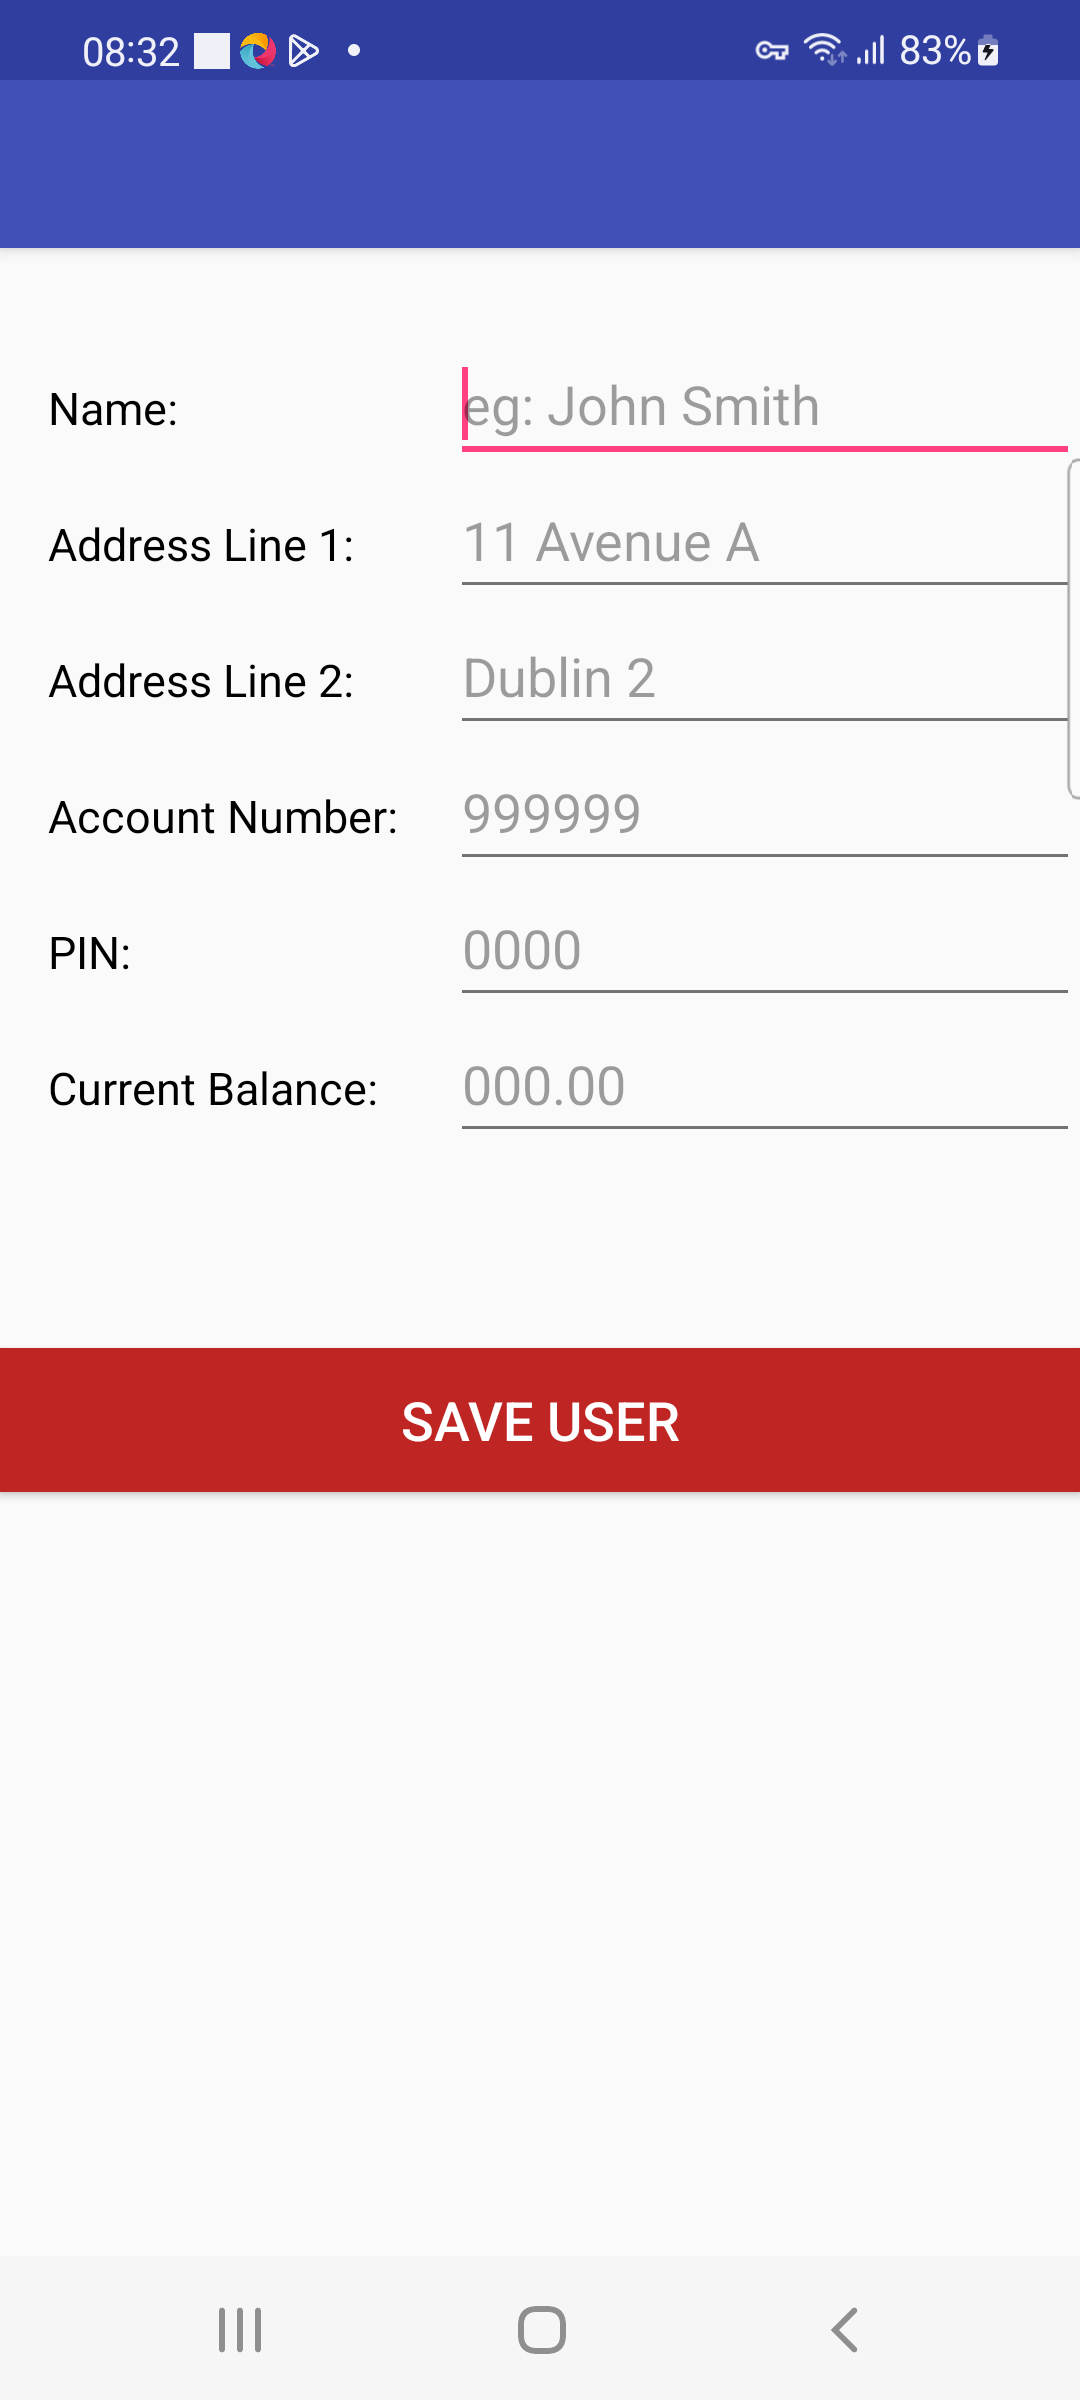 08:32 83%
Name: eg: John Smith
Address Line 1: 11 Avenue A
Address Line 2: Dublin 2
Account Number: 999999
PIN: 0000
Current Balance: 000.00
SAVE USER